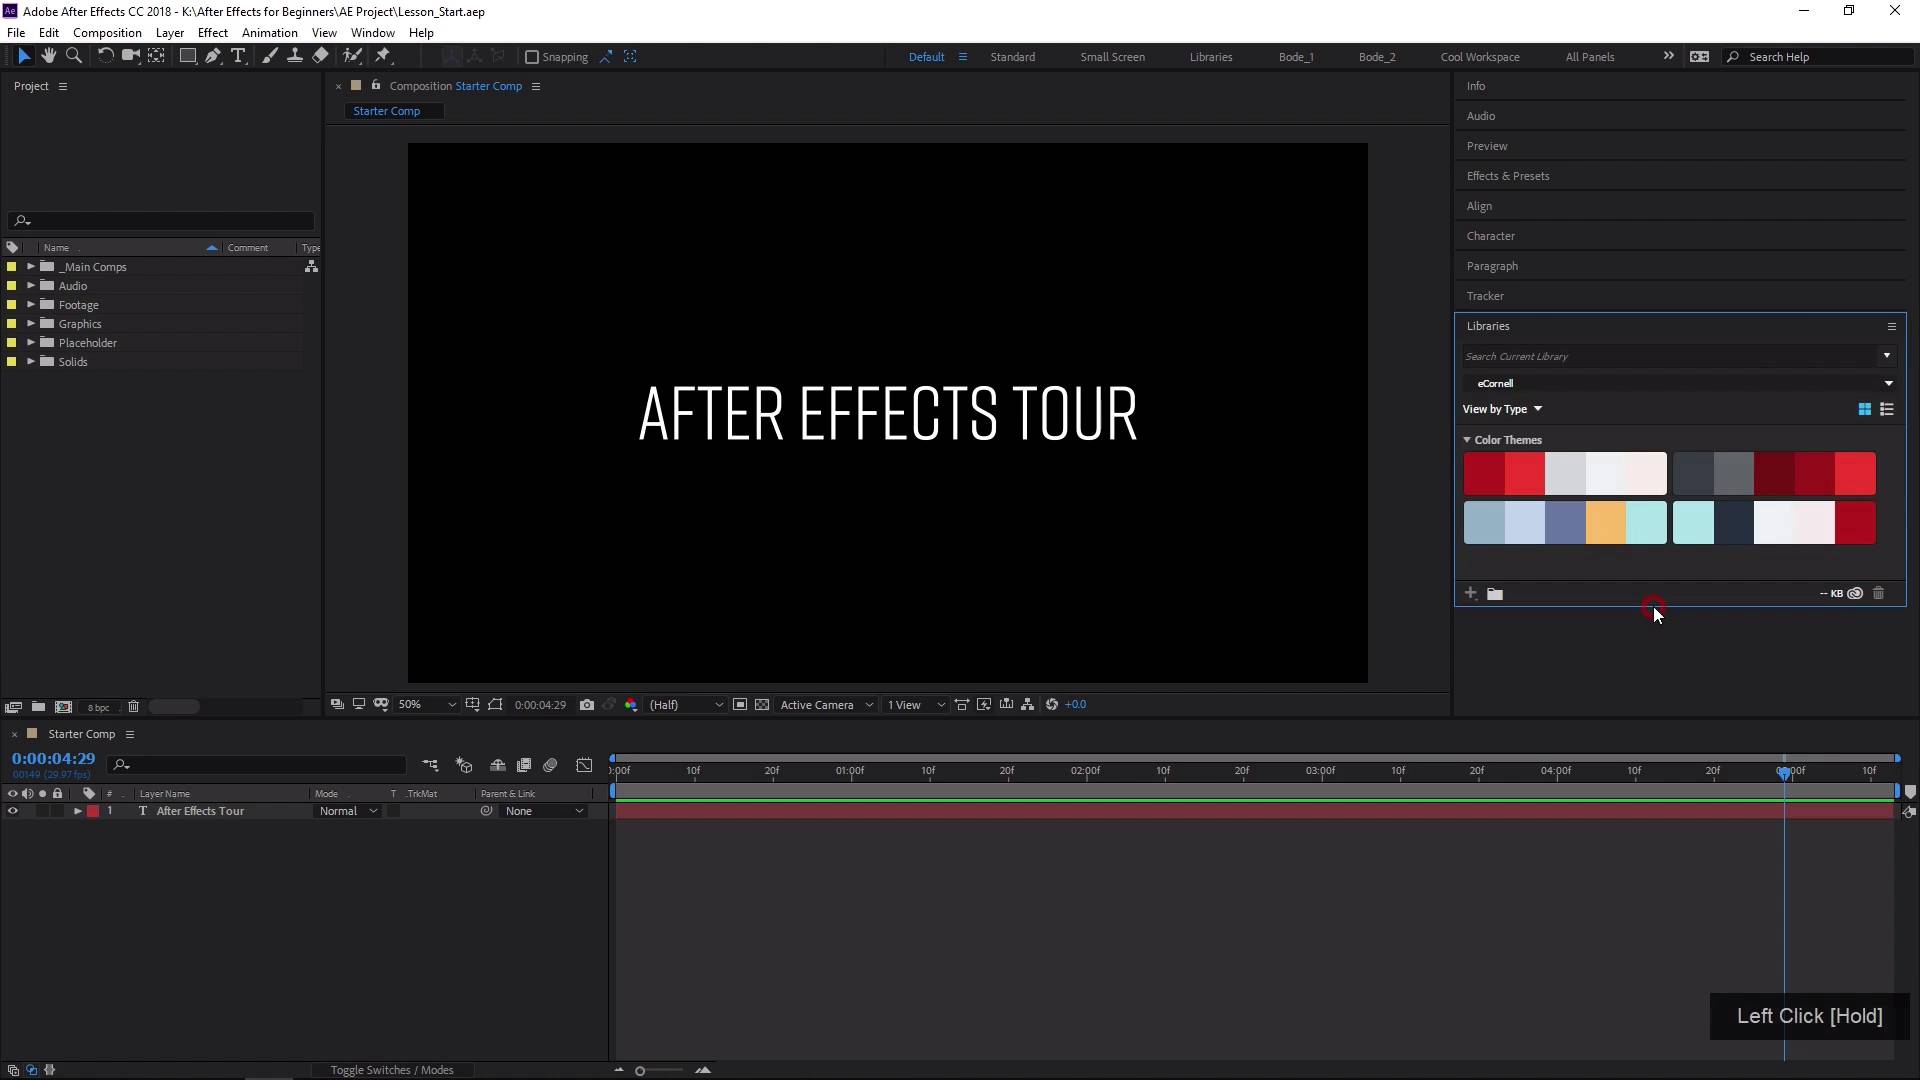 Adobe After Effects CC 2018 - K:\After Effects for Beginners\AE Project\Lesson_Start.aep
File Edit Composition Layer Effect Animation View Window Help
Snapping Default Standard Small Screen Libraries Bode_1 Bode_2 Cool Workspace All Panels Search Help
Project
Composition Starter Comp
Starter Comp
Name Comment Type
_Main Comps
Audio
Footage
Graphics
Placeholder
Solids
8 bpc
AFTER EFFECTS TOUR
50% 0:00:04:29 (Half) Active Camera 1 View +0.0
Info
Audio
Preview
Effects & Presets
Align
Character
Paragraph
Tracker
Libraries
Search Current Library
eCornell
View by Type
Color Themes
-- KB
Starter Comp
0:00:04:29
00149 (29.97 fps)
:00f 10f 20f 01:00f 10f 20f 02:00f 10f 20f 03:00f 10f 20f 04:00f 10f 20f 10f
# Layer Name Mode T .TrkMat Parent & Link
1 T After Effects Tour Normal None
Left Click [Hold]
Toggle Switches / Modes